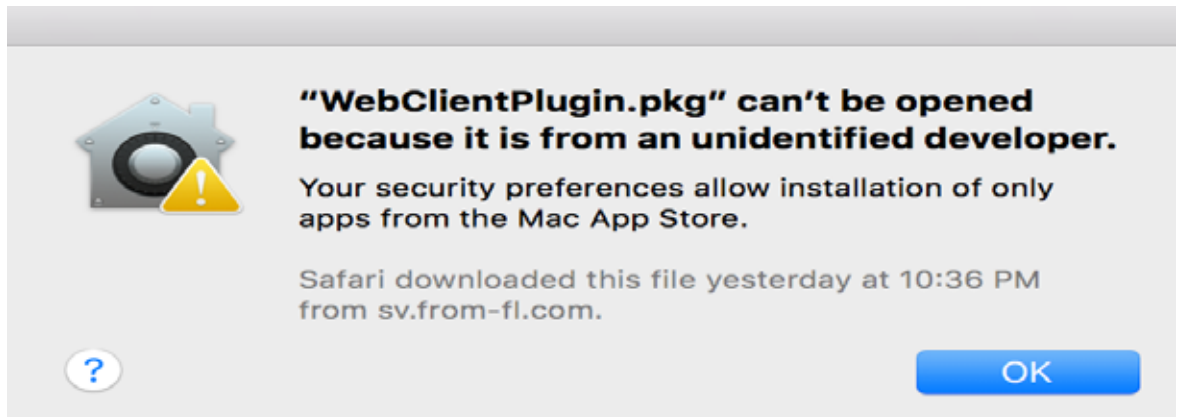 “WebClientPlugin.pkg” can’t be opened
because it is from an unidentified developer.
Your security preferences allow installation of only
apps from the Mac App Store.
Safari downloaded this file yesterday at 10:36 PM
from sv.from-fl.com.
?
OK